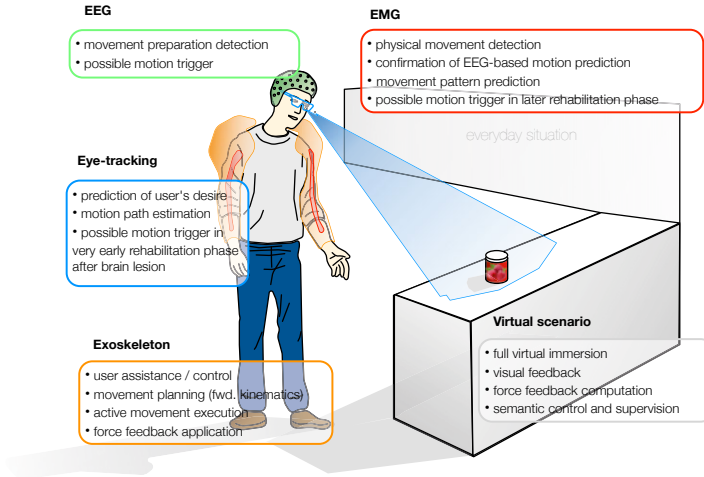 EEG
• movement preparation detection
• possible motion trigger
EMG
• physical movement detection
• confirmation of EEG-based motion prediction
• movement pattern prediction
• possible motion trigger in later rehabilitation phase
everyday situation
Eye-tracking
• prediction of user's desire
• motion path estimation
• possible motion trigger in
very early rehabilitation phase
after brain lesion
Exoskeleton
• user assistance / control
• movement planning (fwd. kinematics)
• active movement execution
• force feedback application
Virtual scenario
• full virtual immersion
• visual feedback
• force feedback computation
• semantic control and supervision